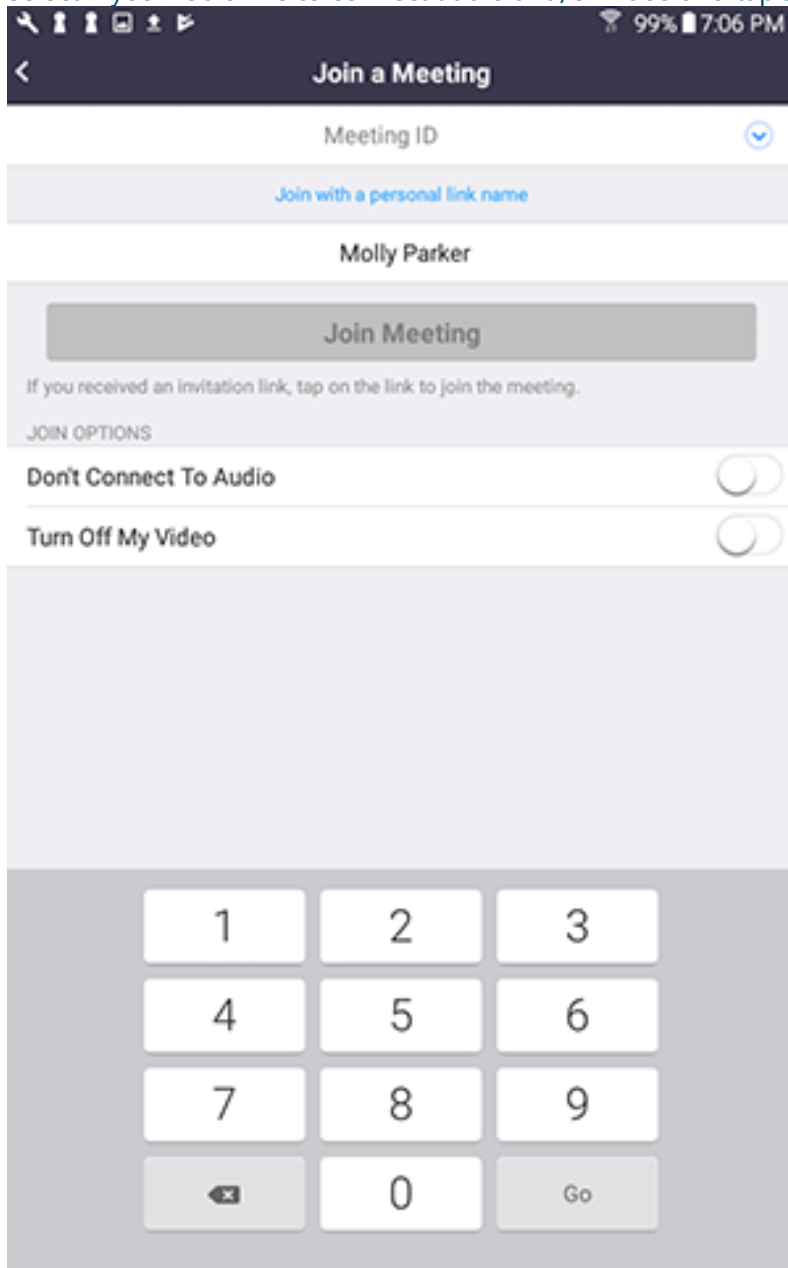 99% 7:06 PM
Join a Meeting
Meeting ID
Join with a personal link name
Molly Parker
Join Meeting
If you received an invitation link, tap on the link to join the meeting.
JOIN OPTIONS
Don't Connect To Audio
Turn Off My Video
1 2 3
4 5 6
7 8 9
0 Go